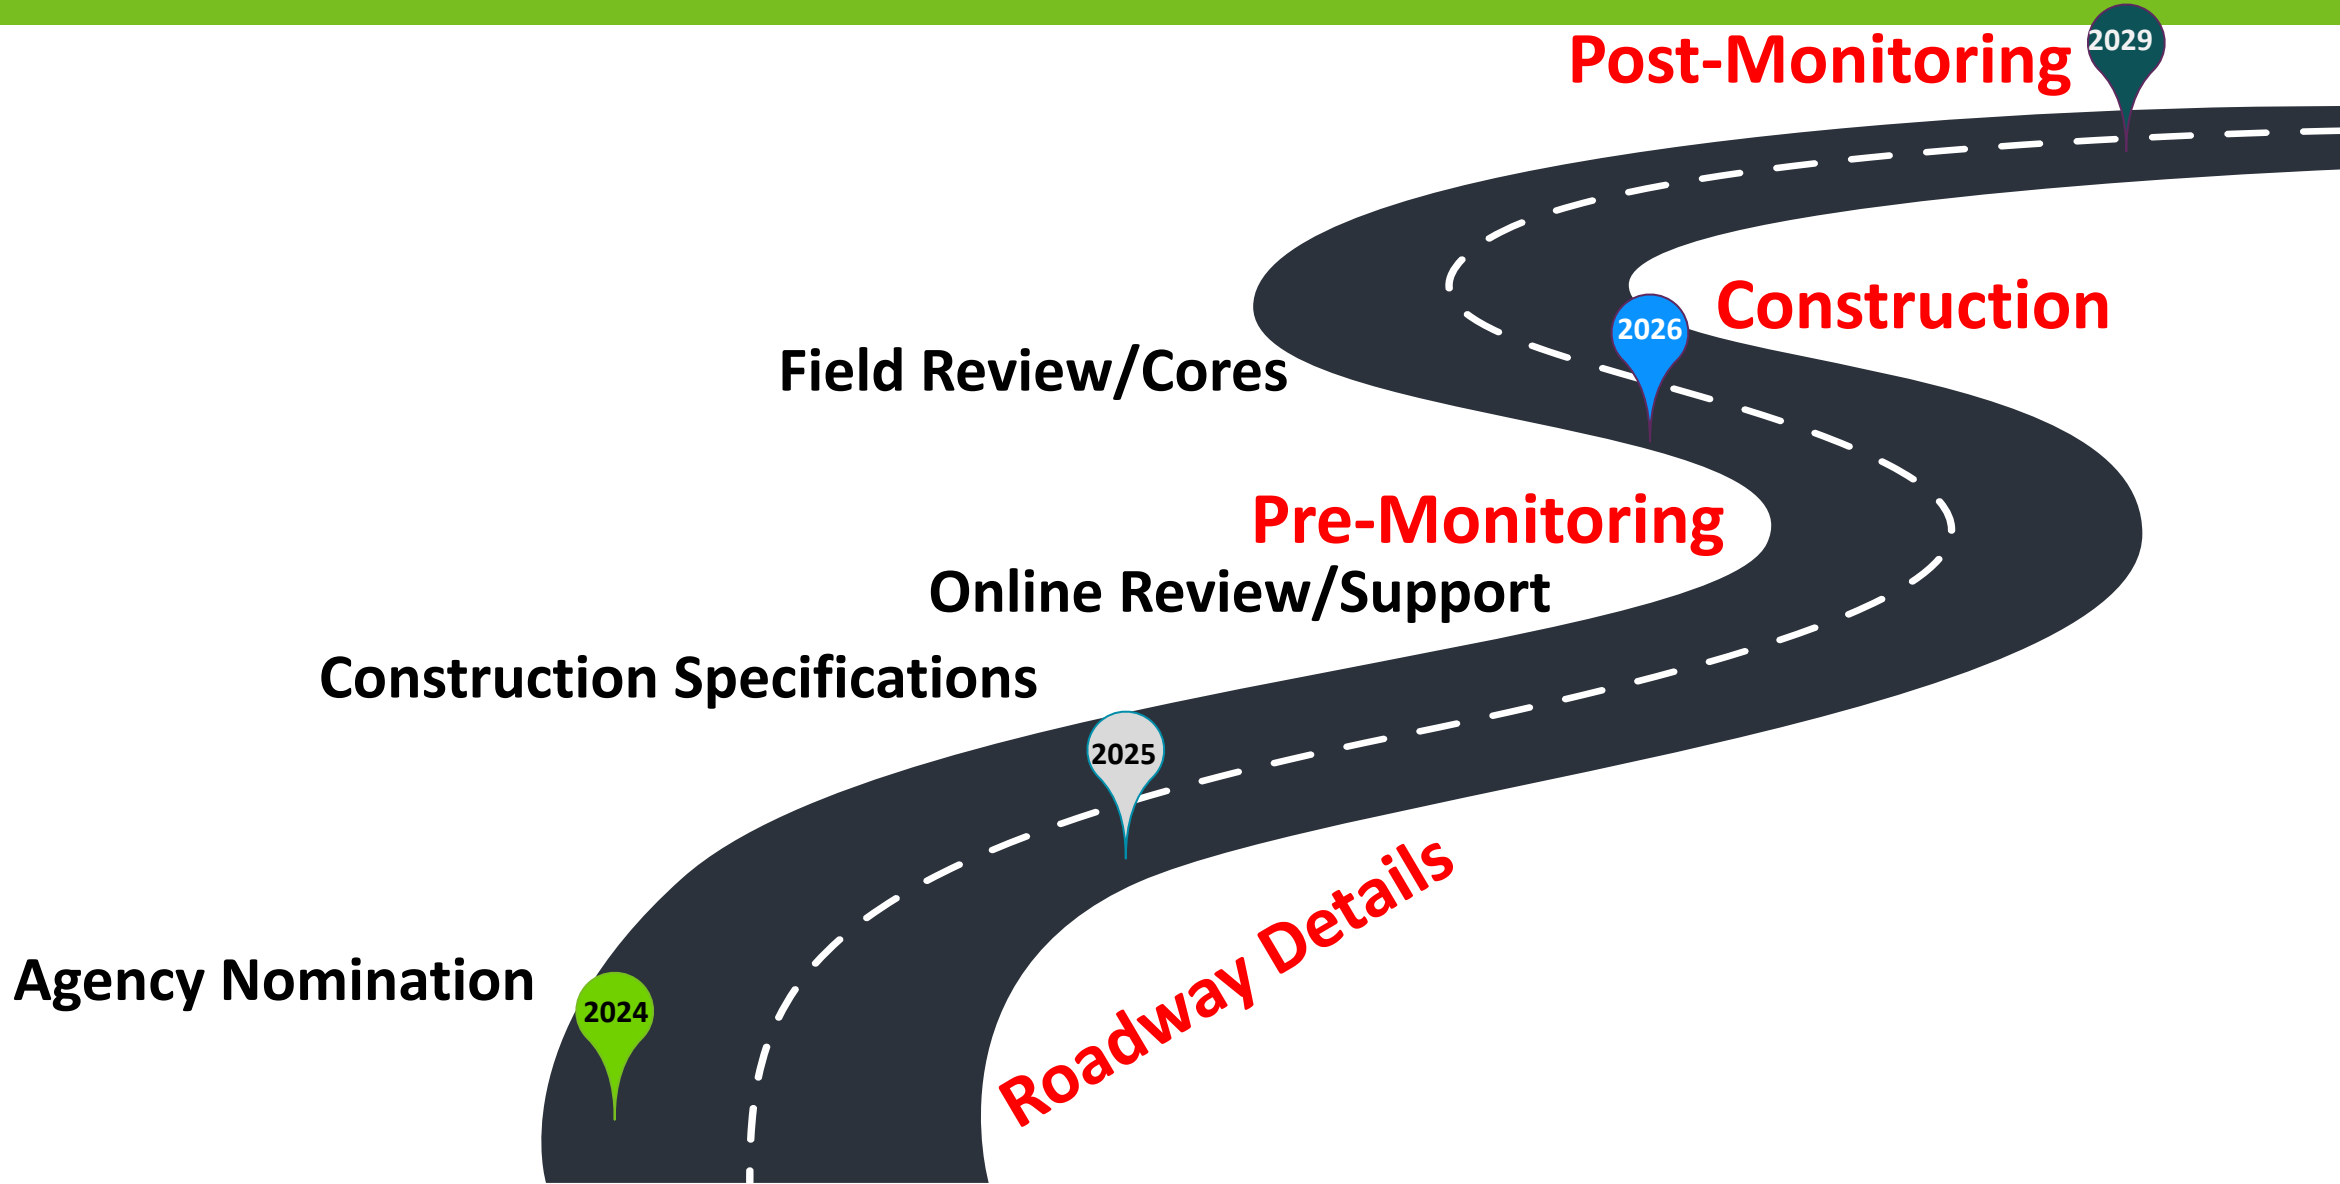 Post-Monitoring
2029
Construction
2026
Field Review/Cores
Pre-Monitoring
Online Review/Support
Construction Specifications
2025
Roadway Details
Agency Nomination
2024